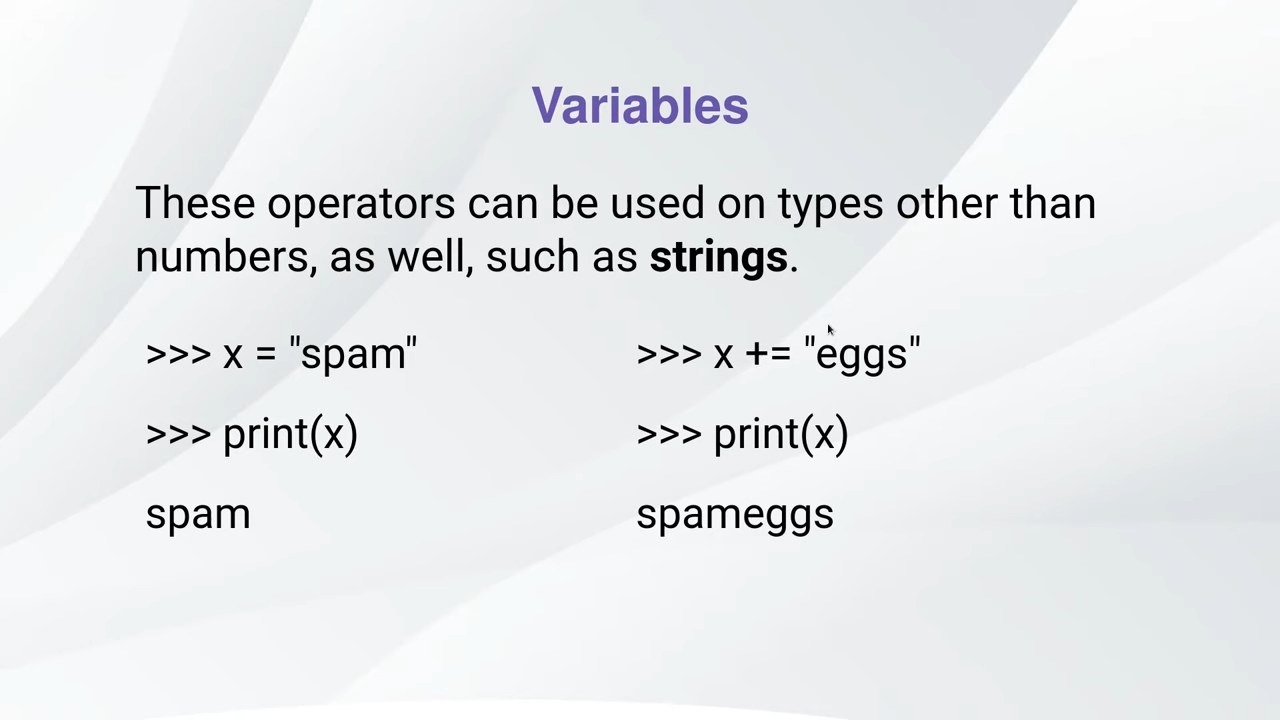 Variables
These operators can be used on types other than
numbers, as well, such as strings.
>>> x = "spam"
>>> print(x)
spam
>>> x += "eggs"
>>> print(x)
spameggs